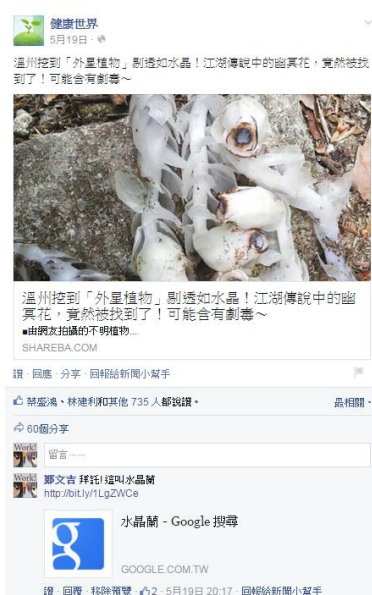 健康世界
5月19日 ·
溫州挖到「外星植物」剔透如水晶！江湖傳說中的幽冥花，竟然被找
到了！可能含有劇毒～
溫州挖到「外星植物」剔透如水晶！江湖傳說中的幽
冥花，竟然被找到了！可能含有劇毒～
■由網友拍攝的不明植物...
SHAREBA.COM
讚 · 回應 · 分享 · 回報給新聞小幫手
禁盛鴻、林建利和其他 735 人都說讚。 最相關
60個分享
Work!
留言……
Work!
鄭文吉 拜託! 這叫水晶蘭
http://bit.ly/1LgZWCe
g
水晶蘭 - Google 搜尋
GOOGLE.COM.TW
讚 · 回覆 · 移除預覽 · 2 · 5月19日 20:17 · 回報給新聞小幫手